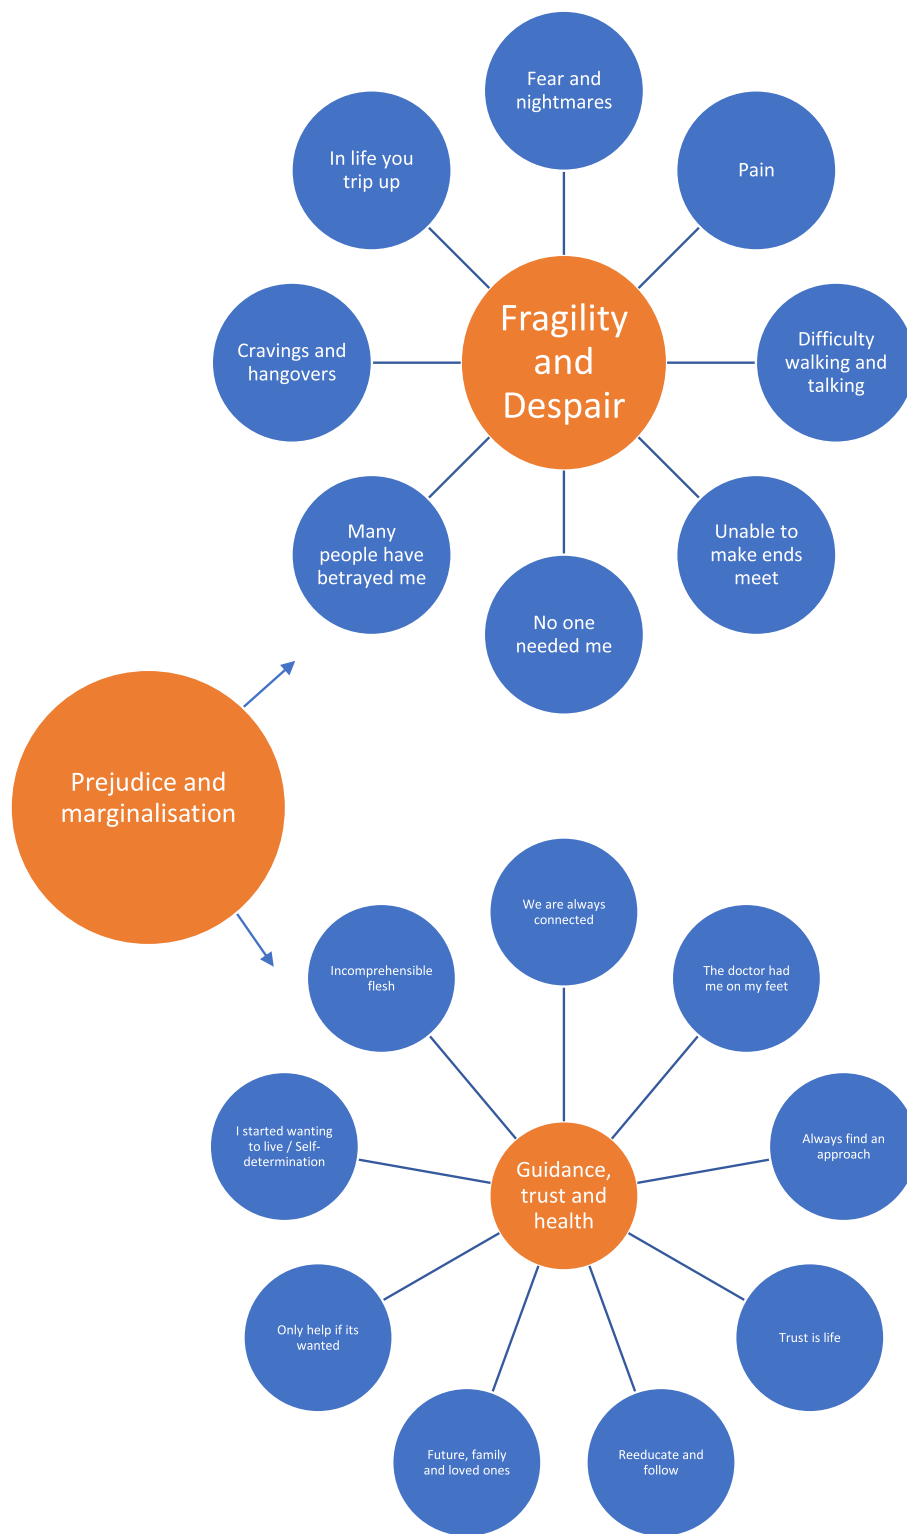 Fear and
nightmares
In life you
trip up
Pain
Fragility
and
Despair
Cravings and
hangovers
Difficulty
walking and
talking
Many
people have
betrayed me
Unable to
make ends
meet
No one
needed me
Prejudice and
marginalisation
We are always
connected
Incomprehensible
flesh
The doctor had
me on my feet
I started wanting
to live / Self-
determination
Always find an
approach
Guidance,
trust and
health
Only help if its
wanted
Trust is life
Future, family
and loved ones
Reeducate and
follow